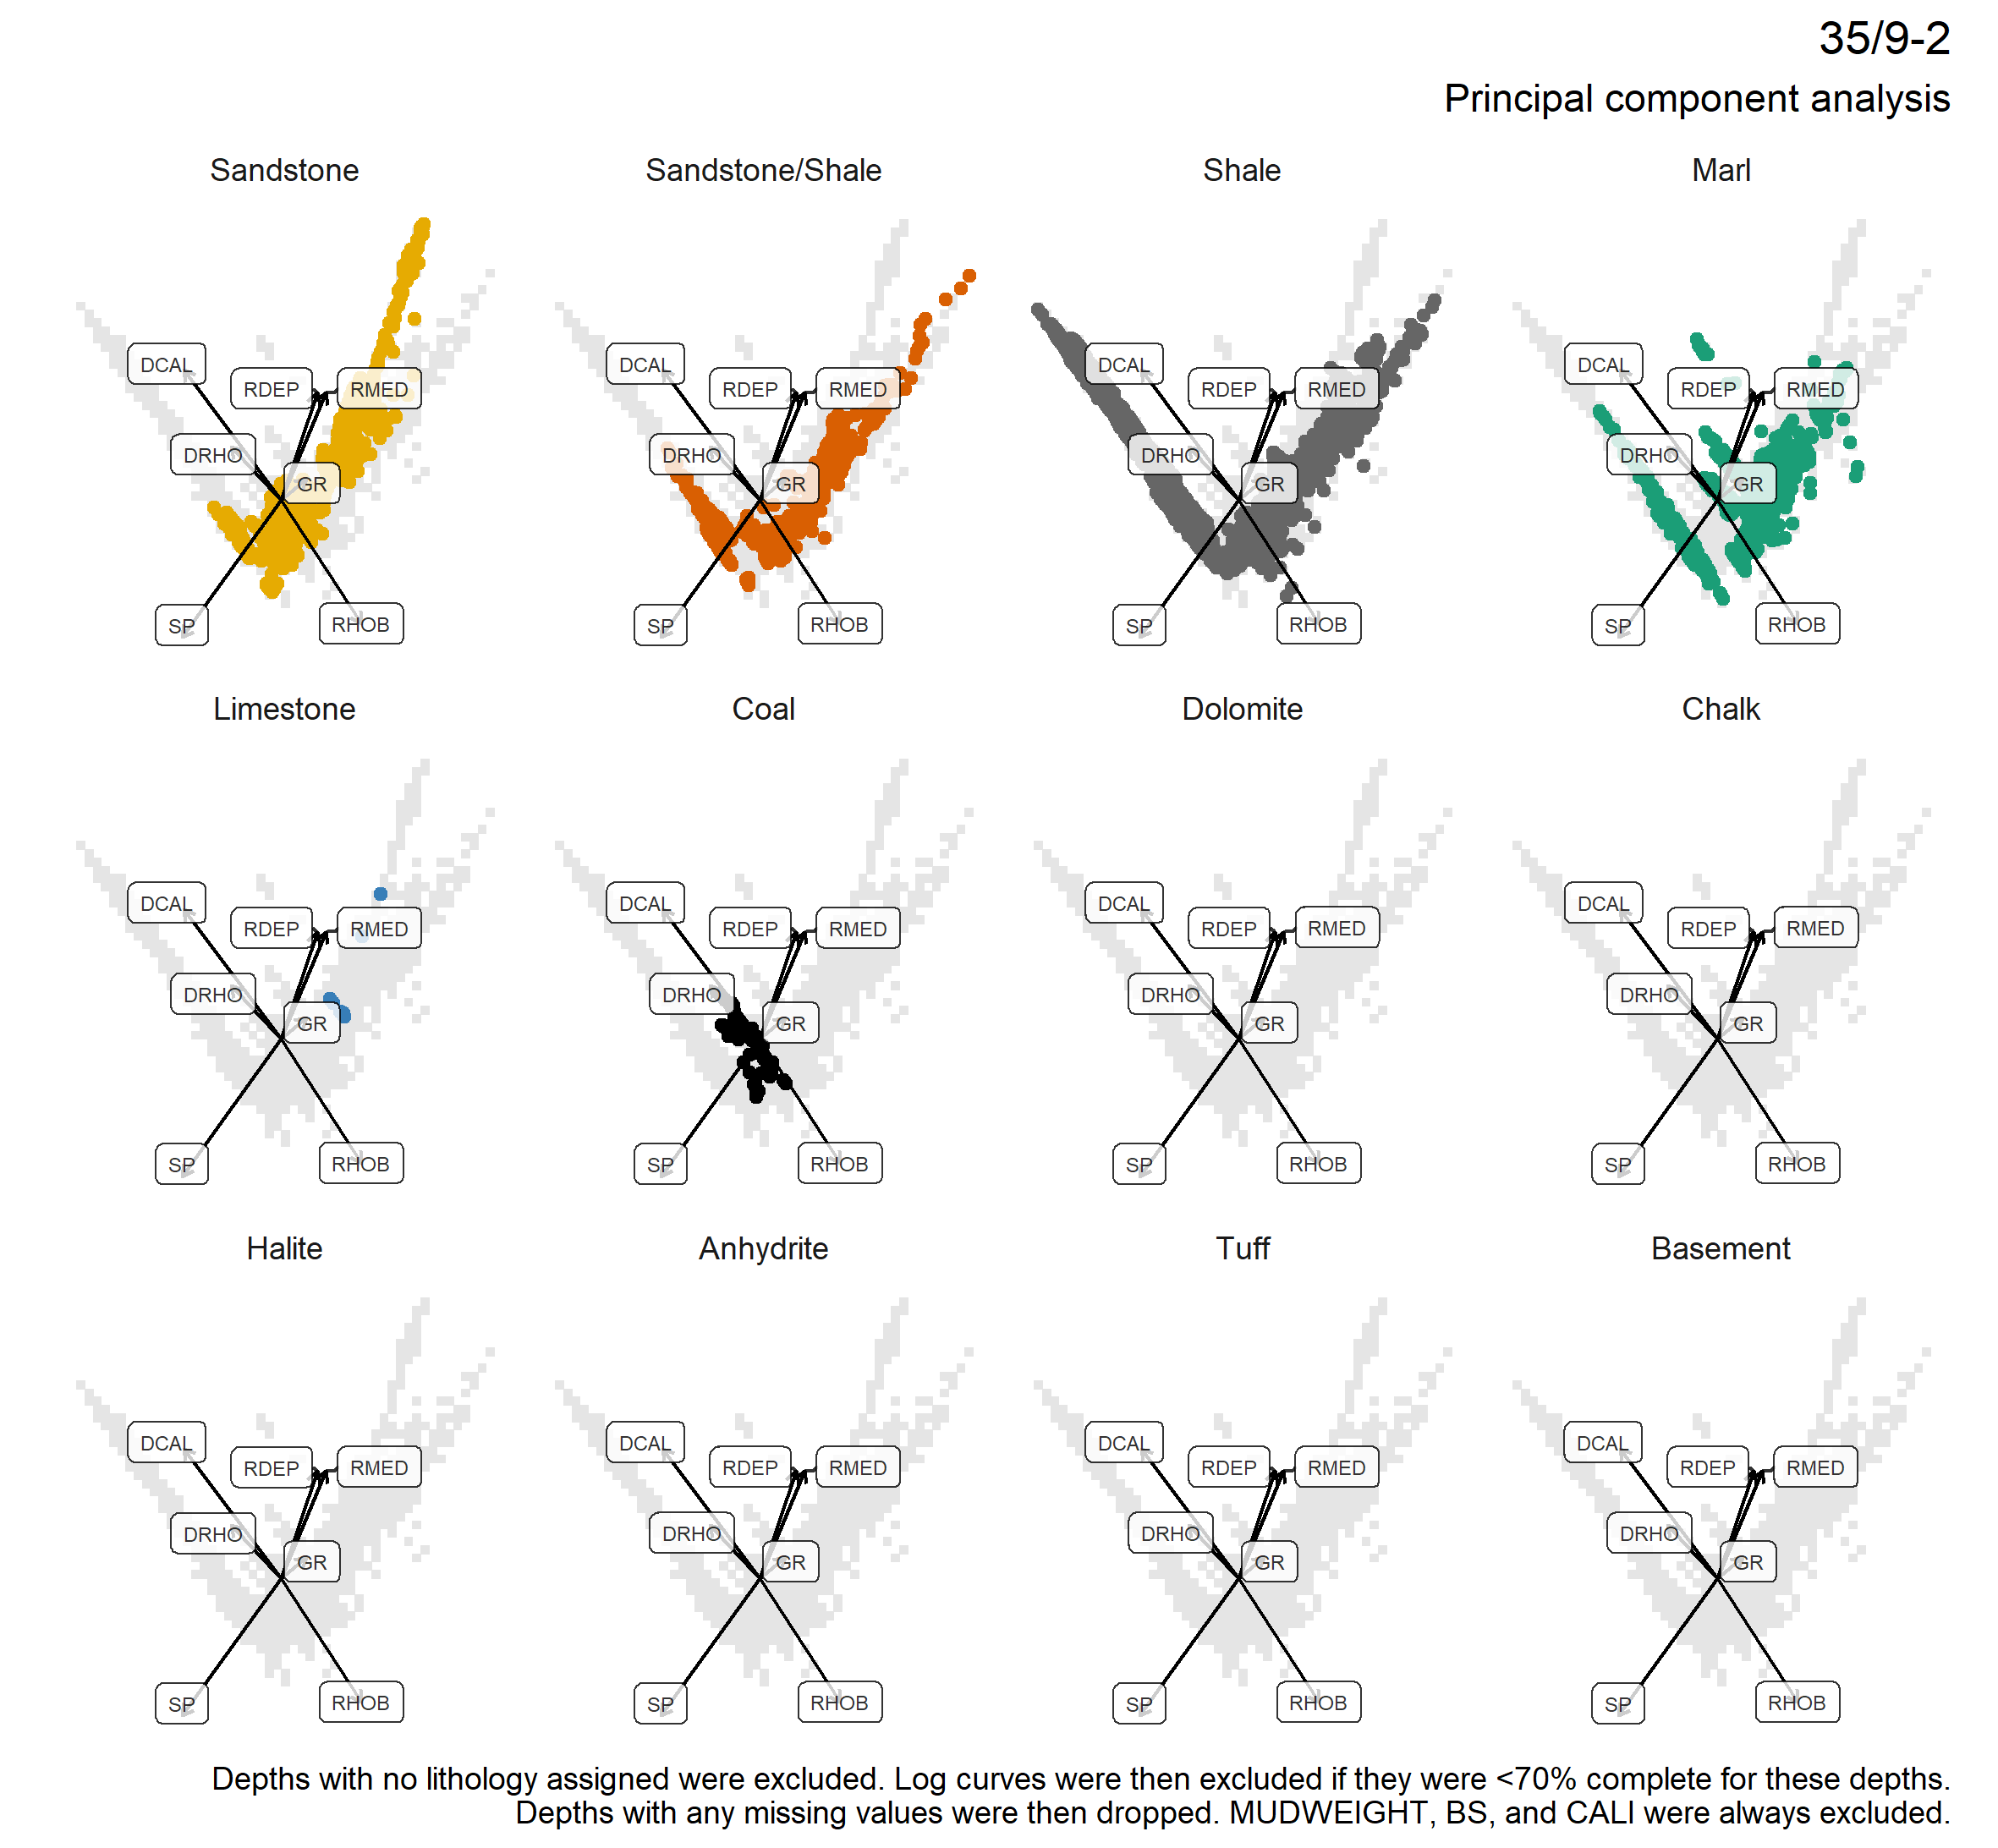 35/9-2
Principal component analysis
Sandstone
Sandstone/Shale
Shale
Marl
DCAL
RDEP
RMED
DRHO
GR
SP
RHOB
DCAL
RDEP
RMED
DRHO
GR
SP
RHOB
DCAL
RDEP
RMED
DRHO
GR
SP
RHOB
DCAL
RDEP
RMED
DRHO
GR
SP
RHOB
Limestone
Coal
Dolomite
Chalk
DCAL
RDEP
RMED
DRHO
GR
SP
RHOB
DCAL
RDEP
RMED
DRHO
GR
SP
RHOB
DCAL
RDEP
RMED
DRHO
GR
SP
RHOB
DCAL
RDEP
RMED
DRHO
GR
SP
RHOB
Halite
Anhydrite
Tuff
Basement
DCAL
RDEP
RMED
DRHO
GR
SP
RHOB
DCAL
RDEP
RMED
DRHO
GR
SP
RHOB
DCAL
RDEP
RMED
DRHO
GR
SP
RHOB
DCAL
RDEP
RMED
DRHO
GR
SP
RHOB
Depths with no lithology assigned were excluded. Log curves were then excluded if they were <70% complete for these depths.
Depths with any missing values were then dropped. MUDWEIGHT, BS, and CALI were always excluded.